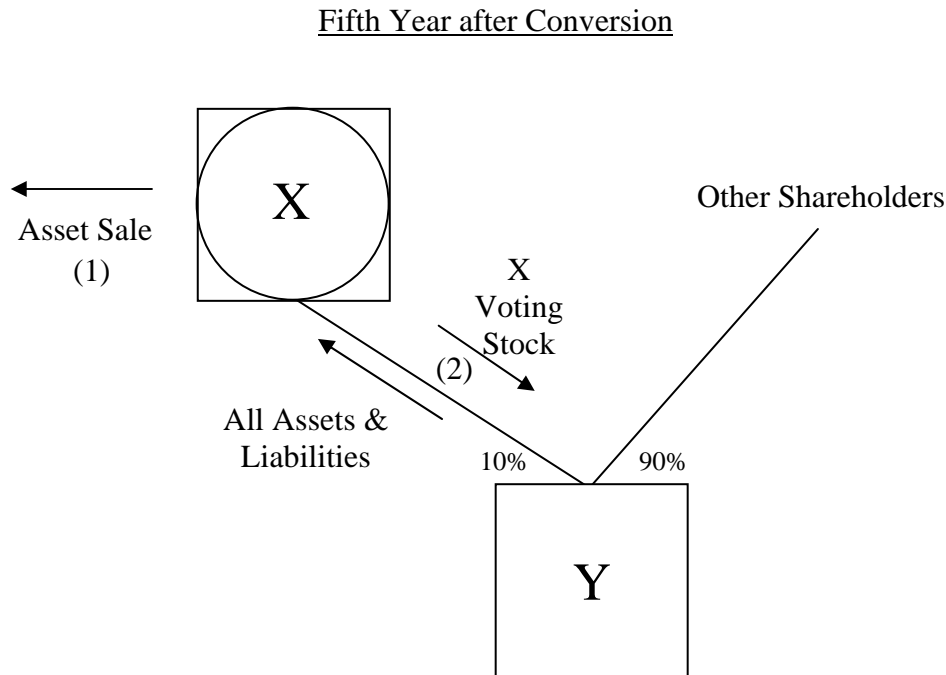 Fifth Year after Conversion
X
Asset Sale
(1)
Other Shareholders
X
Voting
Stock
(2)
All Assets &
Liabilities
10%
90%
Y